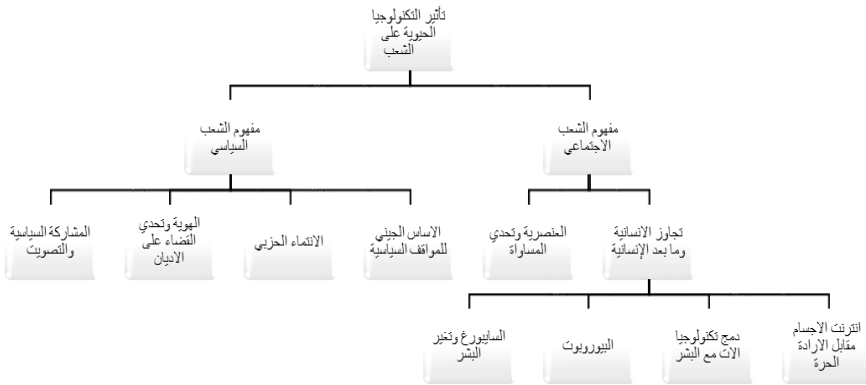 تأثير التكنولوجيا
الحيوية على
الشعب
مفهوم الشعب
الاجتماعي
مفهوم الشعب
السياسي
تجاوز الانسانية
وما بعد الإنسانية
العنصرية وتحدي
المساواة
الاساس الجيني
للمواقف السياسية
الانتماء الحزبي
الهوية وتحدي
القضاء على
الاديان
المشاركة السياسية
والتصويت
انترنت الاجسام
مقابل الارادة
الحرة
دمج تكنولوجيا
الات مع البشر
البيوروبوت
السايبورغ وتغير
البشر